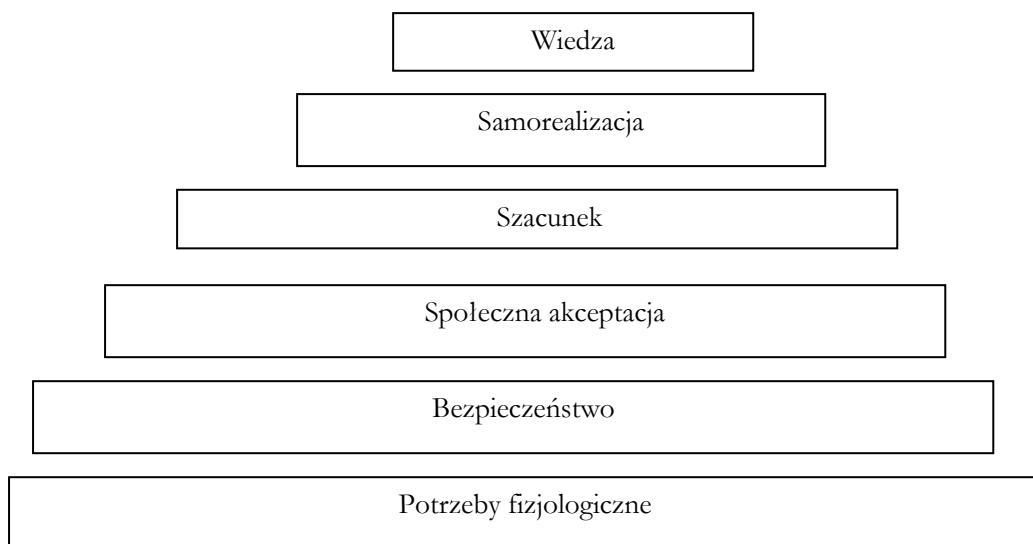 Wiedza
Samorealizacja
Szacunek
Społeczna akceptacja
Bezpieczeństwo
Potrzeby fizjologiczne